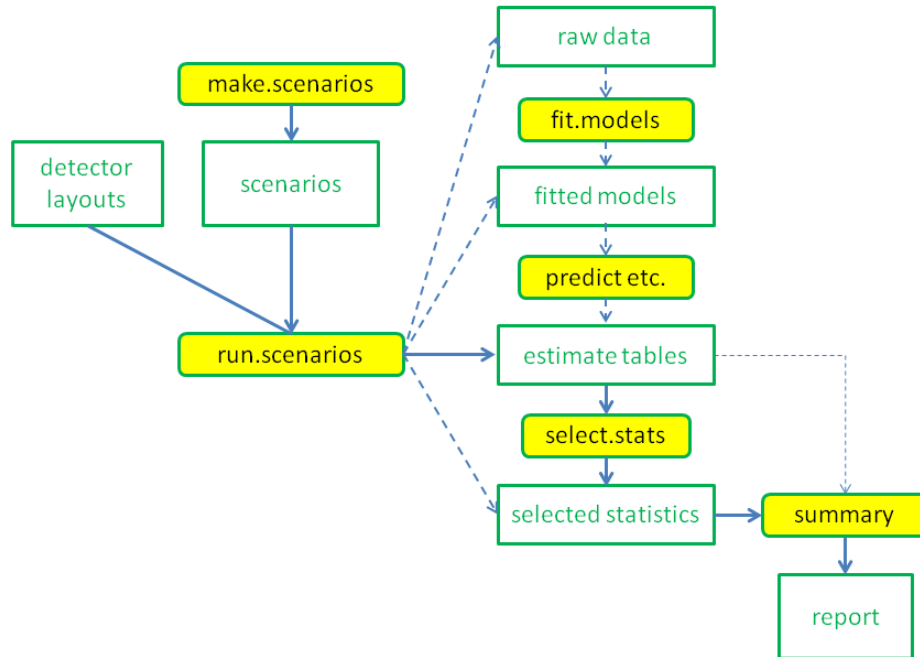 raw data
make.scenarios
fit.models
detector
layouts
scenarios
fitted models
predict etc.
run.scenarios
estimate tables
select.stats
selected statistics
summary
report